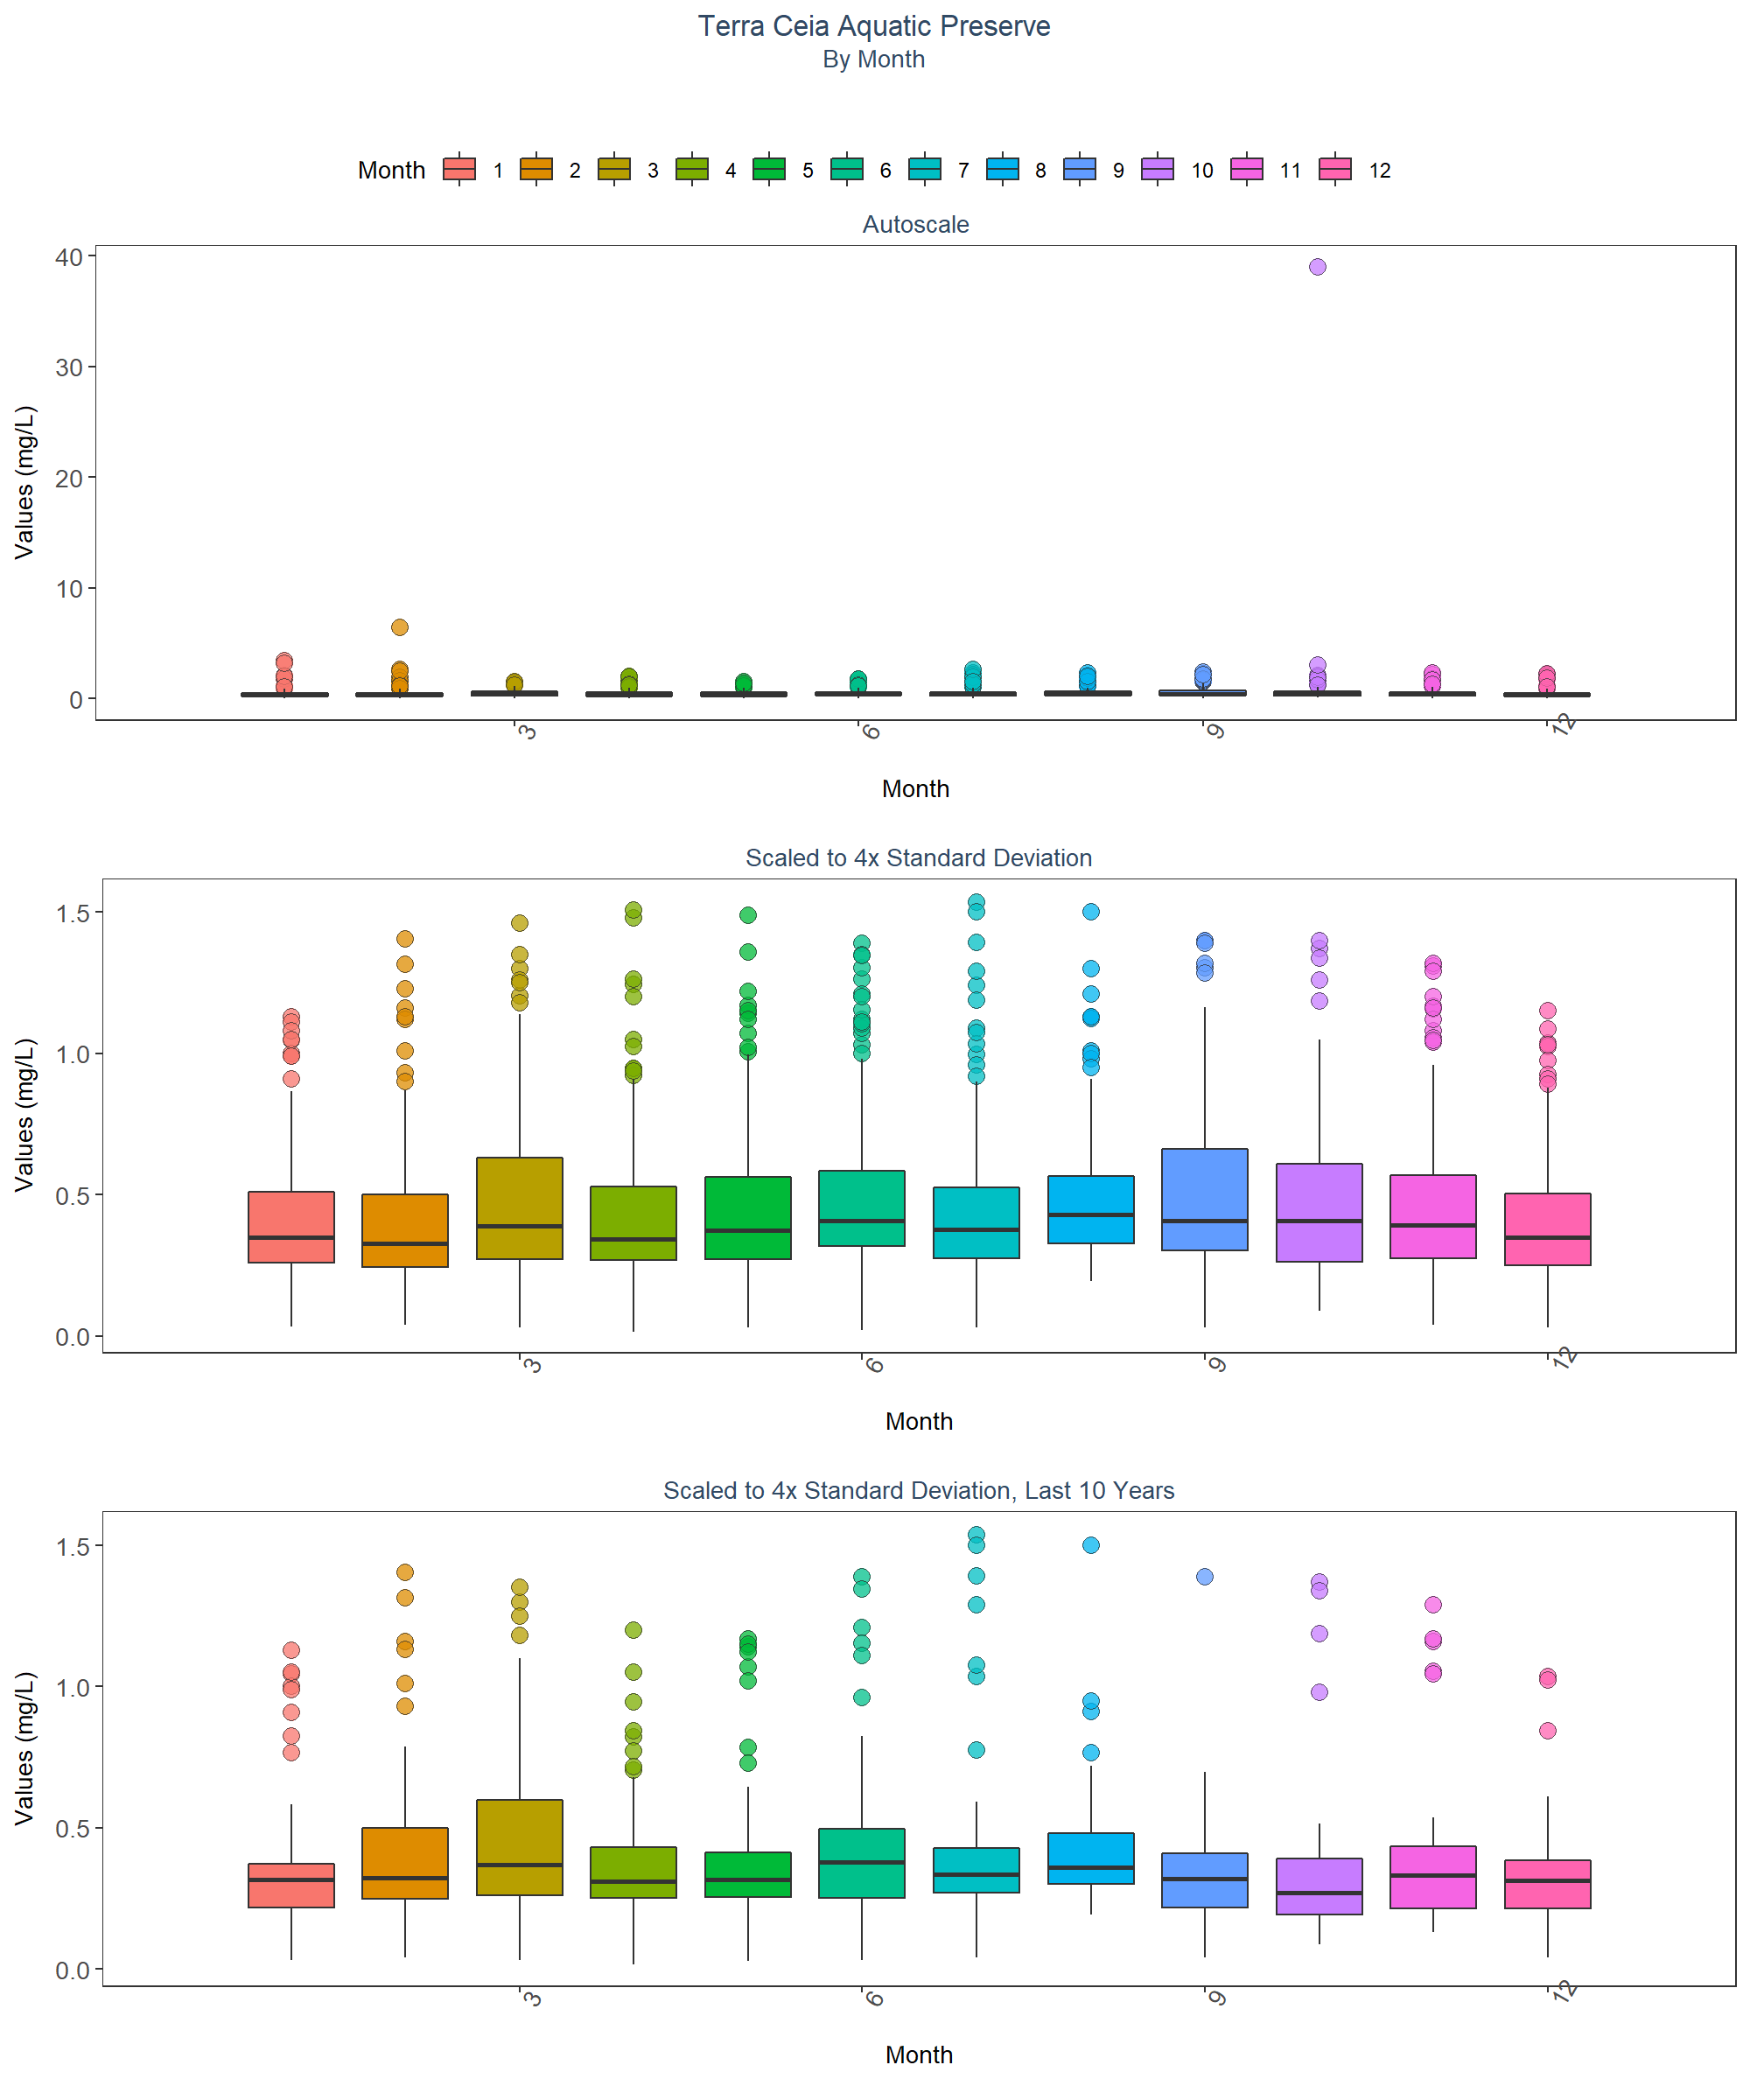 Terra Ceia Aquatic Preserve
By Month
Month 1 2 3 4 5 6 7 8 9 10 11 12
Autoscale
Values (mg/L)
40
30
20
10
0
3 6 9 12
Month
Scaled to 4x Standard Deviation
Values (mg/L)
1.5
1.0
0.5
0.0
3 6 9 12
Month
Scaled to 4x Standard Deviation, Last 10 Years
Values (mg/L)
1.5
1.0
0.5
0.0
3 6 9 12
Month